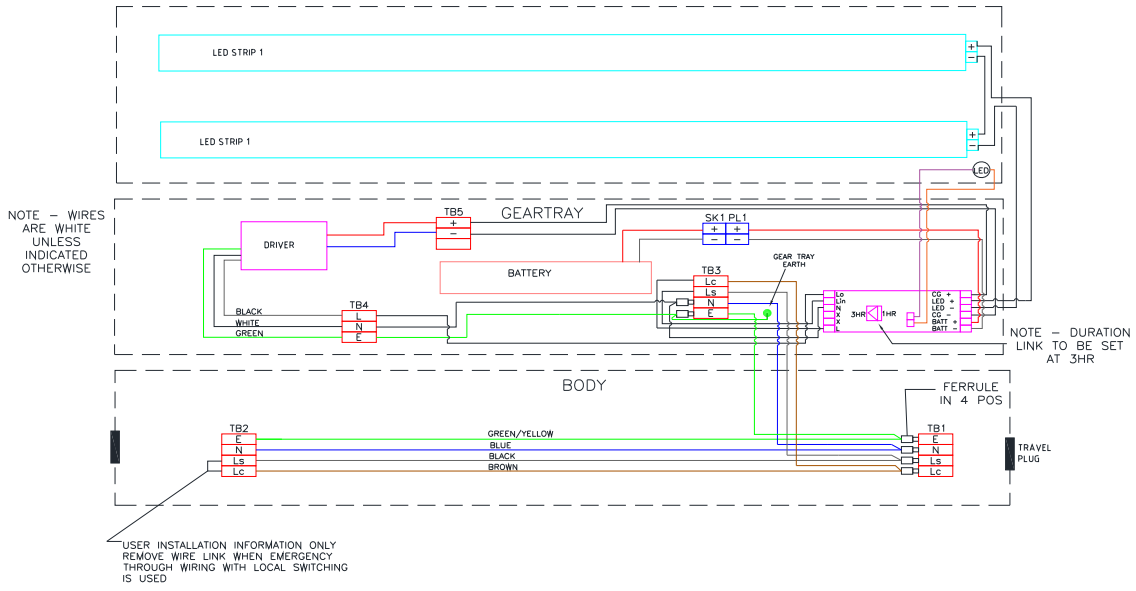 +
LED STRIP 1
−
+
LED STRIP 1
−
LED
NOTE - WIRES
ARE WHITE
UNLESS
INDICATED
OTHERWISE
TB5
+
−
GEARTRAY
SK1 PL1
+ +
− −
DRIVER
BATTERY
GEAR TRAY
EARTH
TB3
Lc
Ls
N
E
BLACK
WHITE
GREEN
TB4
L
N
E
Lo
Lin
N
X
X
L
3HR
1HR
CG +
LED +
LED −
CG −
BATT +
BATT −
NOTE - DURATION
LINK TO BE SET
AT 3HR
BODY
FERRULE
IN 4 POS
TB2
E
N
Ls
Lc
GREEN/YELLOW
BLUE
BLACK
BROWN
TB1
E
N
Ls
Lc
TRAVEL
PLUG
USER INSTALLATION INFORMATION ONLY
REMOVE WIRE LINK WHEN EMERGENCY
THROUGH WIRING WITH LOCAL SWITCHING
IS USED